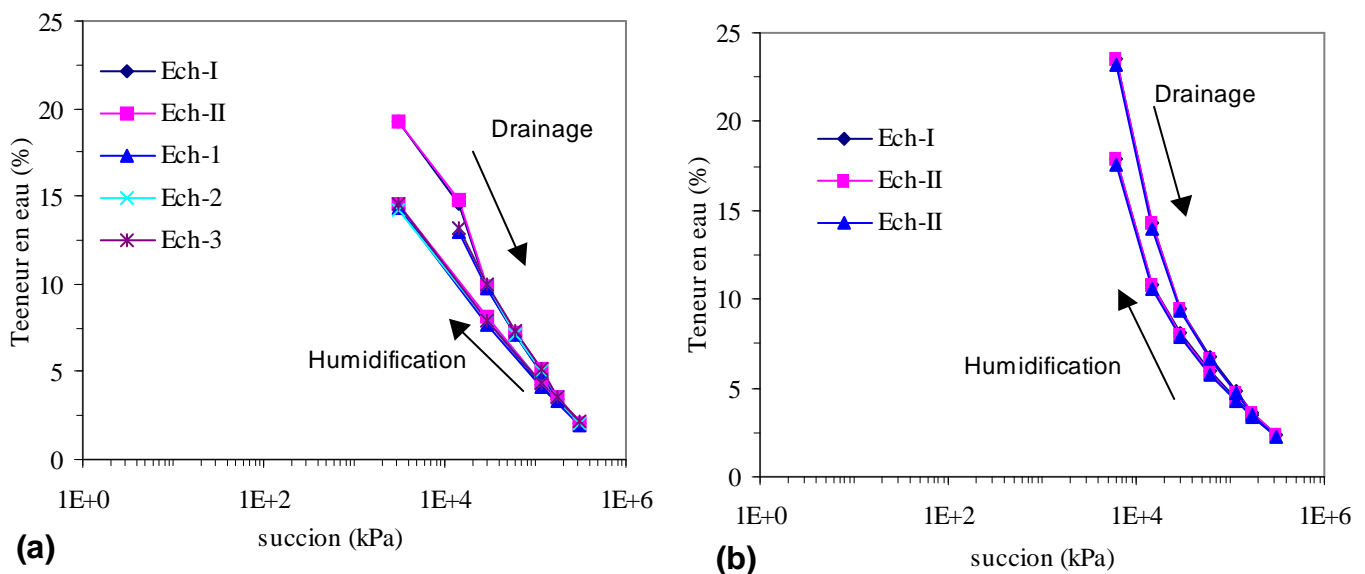 25
20
15
10
5
0
Teeneur en eau (%)
Ech-I
Ech-II
Ech-1
Ech-2
Ech-3
Drainage
Humidification
1E+0
1E+2
1E+4
1E+6
succion (kPa)
(a)
25
20
15
10
5
0
Teneur en eau (%)
Ech-I
Ech-II
Ech-II
Drainage
Humidification
1E+0
1E+2
1E+4
1E+6
succion (kPa)
(b)